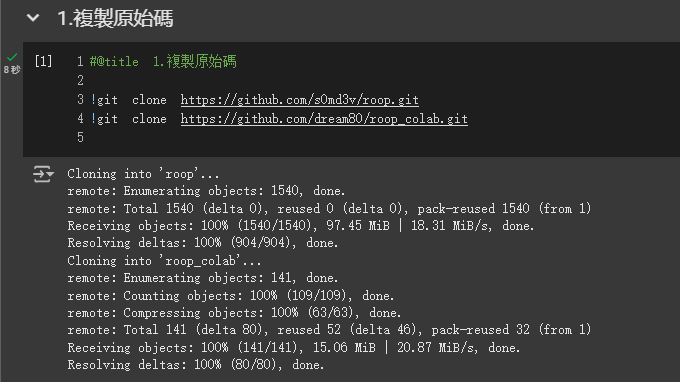 1.複製原始碼
8 秒
[1]
1 #@title 1.複製原始碼
2
3 !git clone https://github.com/s0md3v/roop.git
4 !git clone https://github.com/dream80/roop_colab.git
5
Cloning into 'roop'...
remote: Enumerating objects: 1540, done.
remote: Total 1540 (delta 0), reused 0 (delta 0), pack-reused 1540 (from 1)
Receiving objects: 100% (1540/1540), 97.45 MiB | 18.31 MiB/s, done.
Resolving deltas: 100% (904/904), done.
Cloning into 'roop_colab'...
remote: Enumerating objects: 141, done.
remote: Counting objects: 100% (109/109), done.
remote: Compressing objects: 100% (63/63), done.
remote: Total 141 (delta 80), reused 52 (delta 46), pack-reused 32 (from 1)
Receiving objects: 100% (141/141), 15.06 MiB | 20.87 MiB/s, done.
Resolving deltas: 100% (80/80), done.